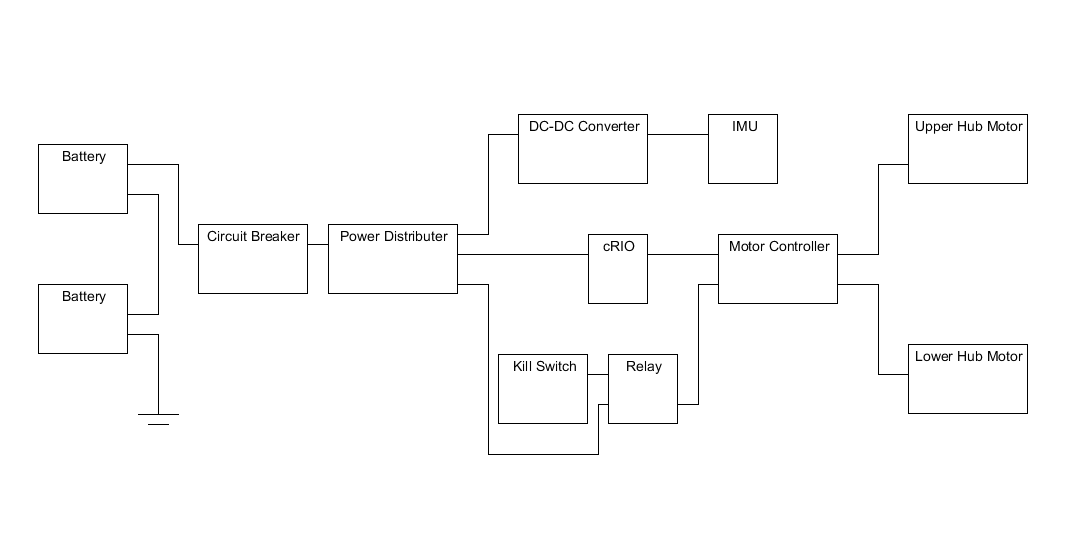 DC-DC Converter
IMU
Upper Hub Motor
Battery
Circuit Breaker
Power Distributer
cRIO
Motor Controller
Battery
Kill Switch
Relay
Lower Hub Motor